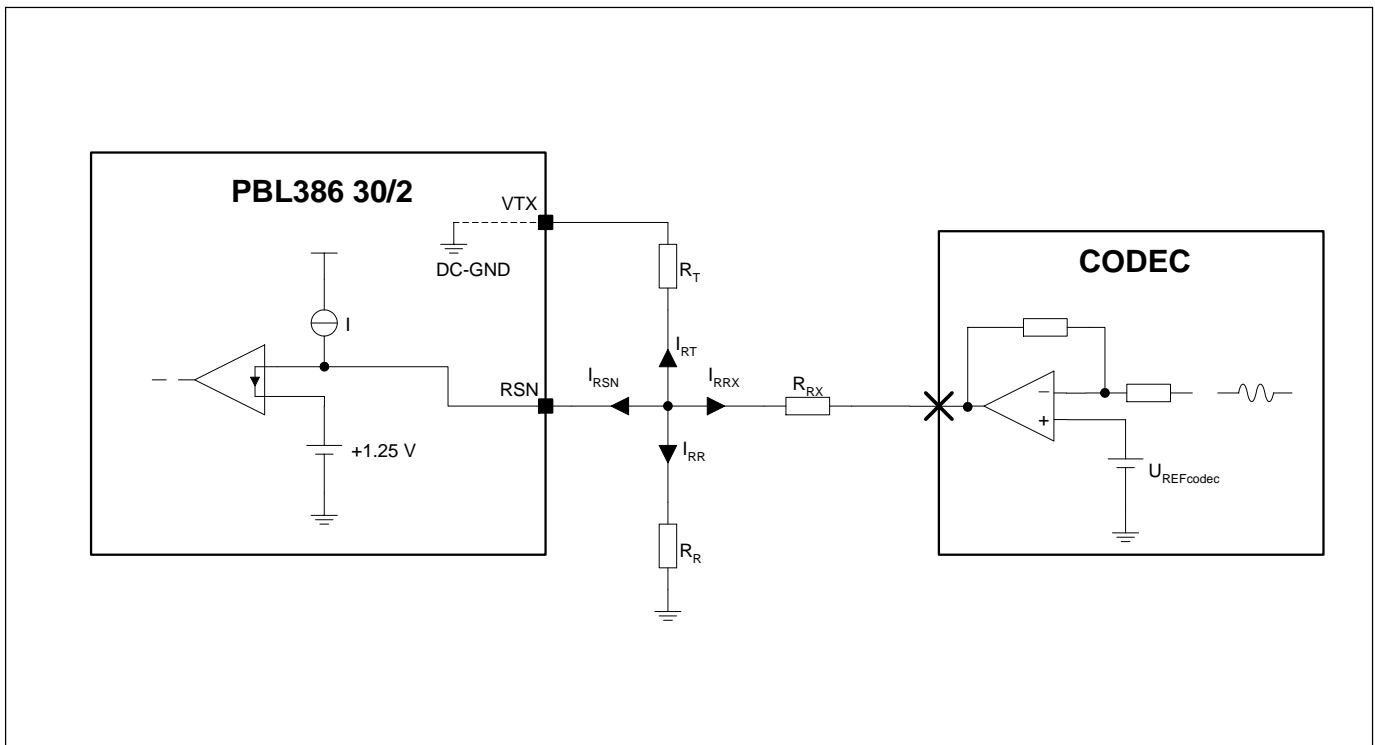 PBL386 30/2
VTX
DC-GND
I
RSN
+1.25 V
R_T
I_RT
I_RSN
I_RRX
R_RX
I_RR
R_R
CODEC
−
+
U_REFcodec